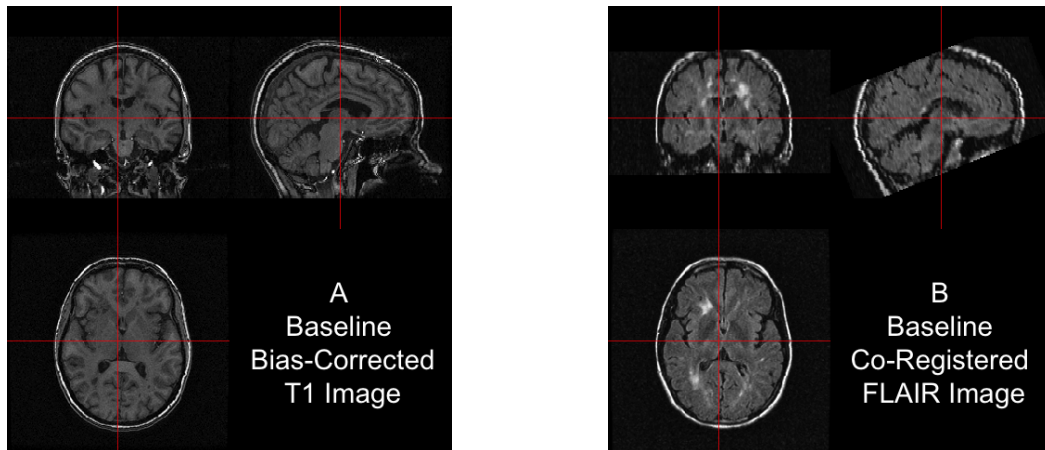 A
Baseline
Bias-Corrected
T1 Image
B
Baseline
Co-Registered
FLAIR Image